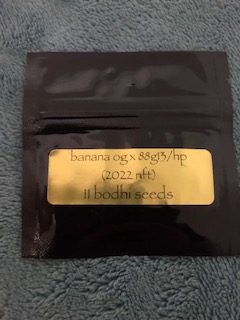 banana og x 88g13/hp
(2022 nft)
11 bodhi seeds